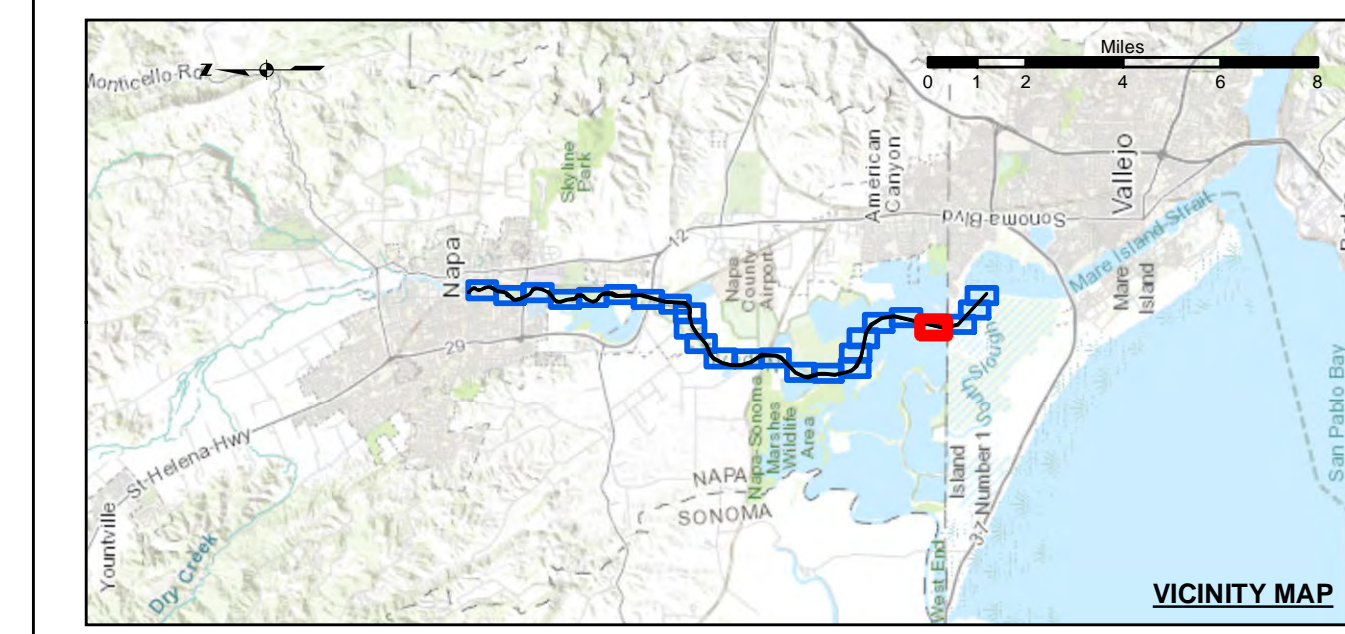 Monticello Rd
Z
Miles
0 1 2 4 6 8
Skyline
Park
American
Canyon
Vallejo
Sonoma Blvd
Mare Island Strait
Napa
12
Napa
County
Airport
Mare
Island
29
South Slough
San Pablo Bay
St-Helena-Hwy
Napa-Sonoma
Marshes
Wildlife
Area
NAPA
SONOMA
Island
Number 1
37
Yountville
Dry Creek
West End
VICINITY MAP